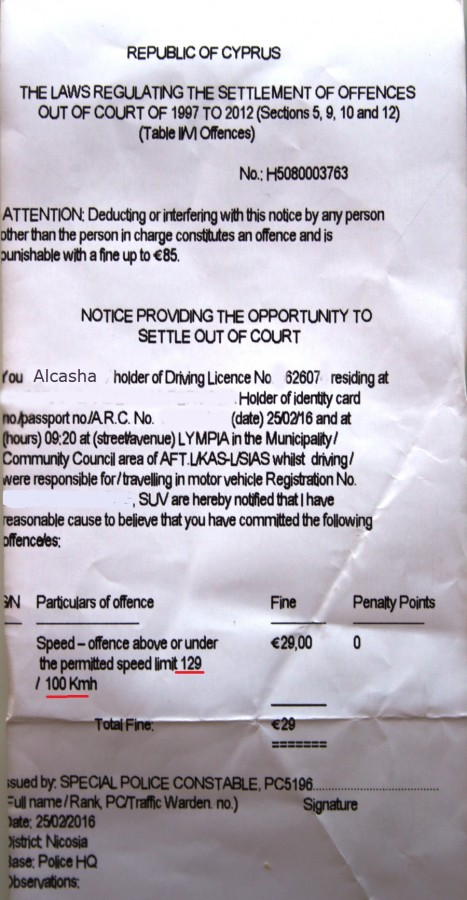 REPUBLIC OF CYPRUS
THE LAWS REGULATING THE SETTLEMENT OF OFFENCES
OUT OF COURT OF 1997 TO 2012 (Sections 5, 9, 10 and 12)
(Table I/VI Offences)
No.: H5080003763
ATTENTION: Deducting or interfering with this notice by any person
other than the person in charge constitutes an offence and is
punishable with a fine up to €85.
NOTICE PROVIDING THE OPPORTUNITY TO
SETTLE OUT OF COURT
You Alcasha holder of Driving Licence No 62607 residing at
. Holder of identity card
no./passport no/A.R.C. No. (date) 25/02/16 and at
(hours) 09:20 at (street/avenue) LYMPIA in the Municipality/
Community Council area of AFT.L/KAS-L/SIAS whilst driving/
were responsible for/travelling in motor vehicle Registration No.
, SUV are hereby notified that I have
reasonable cause to believe that you have committed the following
offence/es:
S/N Particulars of offence Fine Penalty Points
Speed – offence above or under €29,00 0
the permitted speed limit 129
/ 100 Kmh
Total Fine: €29
=======
Issued by: SPECIAL POLICE CONSTABLE, PC5196
(Full name/Rank, PC/Traffic Warden. no.) Signature
Date: 25/02/2016
District: Nicosia
Base: Police HQ
Observations: